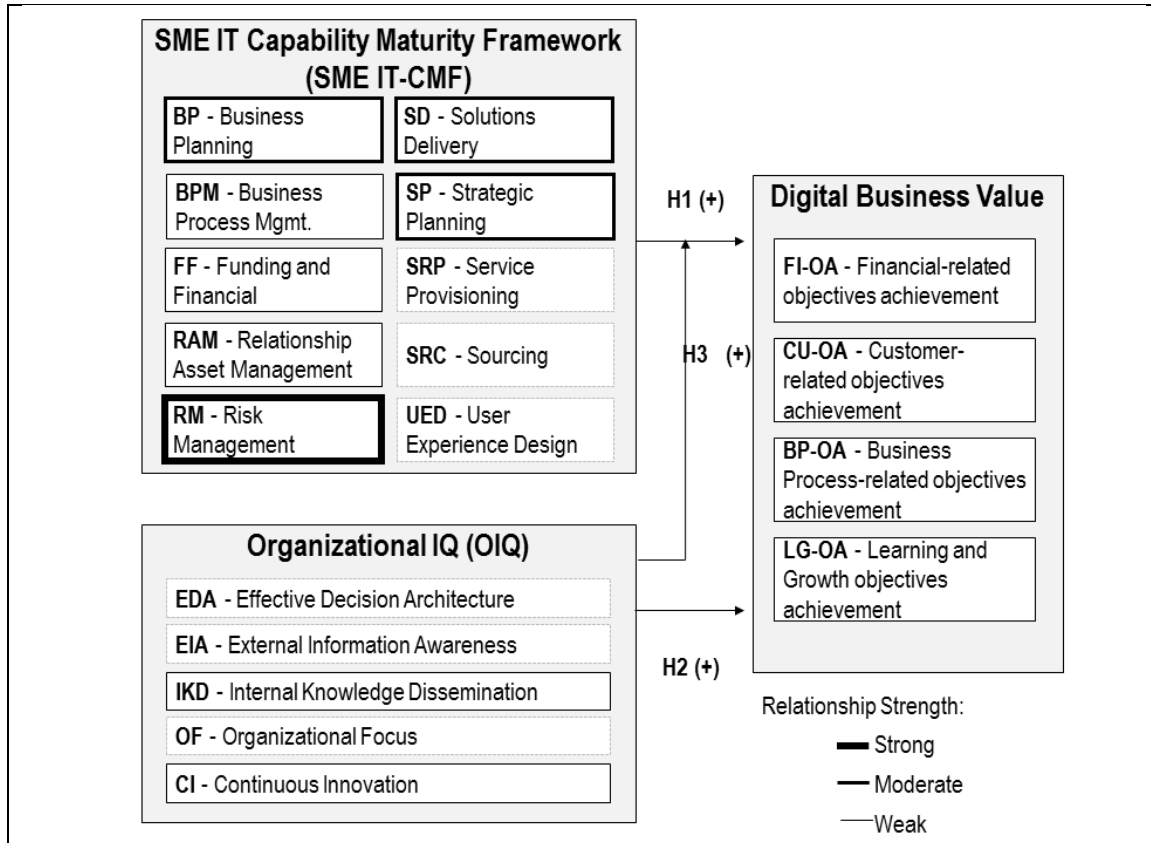 SME IT Capability Maturity Framework
(SME IT-CMF)
BP - Business
Planning
SD - Solutions
Delivery
BPM - Business
Process Mgmt.
SP - Strategic
Planning
FF - Funding and
Financial
SRP - Service
Provisioning
RAM - Relationship
Asset Management
SRC - Sourcing
RM - Risk
Management
UED - User
Experience Design
H1 (+)
H3 (+)
Digital Business Value
FI-OA - Financial-related
objectives achievement
CU-OA - Customer-
related objectives
achievement
BP-OA - Business
Process-related objectives
achievement
LG-OA - Learning and
Growth objectives
achievement
Organizational IQ (OIQ)
EDA - Effective Decision Architecture
EIA - External Information Awareness
IKD - Internal Knowledge Dissemination
OF - Organizational Focus
CI - Continuous Innovation
H2 (+)
Relationship Strength:
Strong
Moderate
Weak